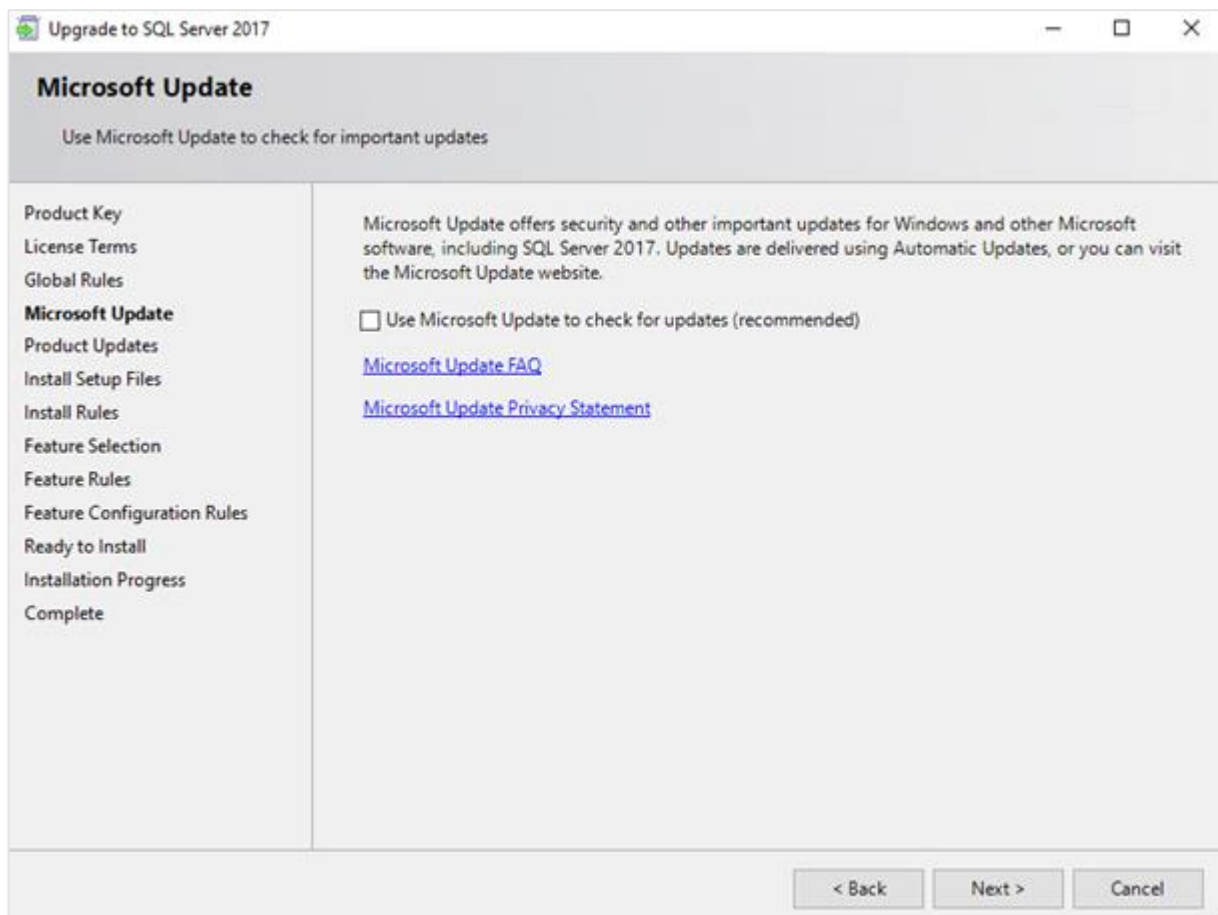 Upgrade to SQL Server 2017
Microsoft Update
Use Microsoft Update to check for important updates
Product Key
License Terms
Global Rules
Microsoft Update
Product Updates
Install Setup Files
Install Rules
Feature Selection
Feature Rules
Feature Configuration Rules
Ready to Install
Installation Progress
Complete
Microsoft Update offers security and other important updates for Windows and other Microsoft
software, including SQL Server 2017. Updates are delivered using Automatic Updates, or you can visit
the Microsoft Update website.
Use Microsoft Update to check for updates (recommended)
Microsoft Update FAQ
Microsoft Update Privacy Statement
< Back Next > Cancel